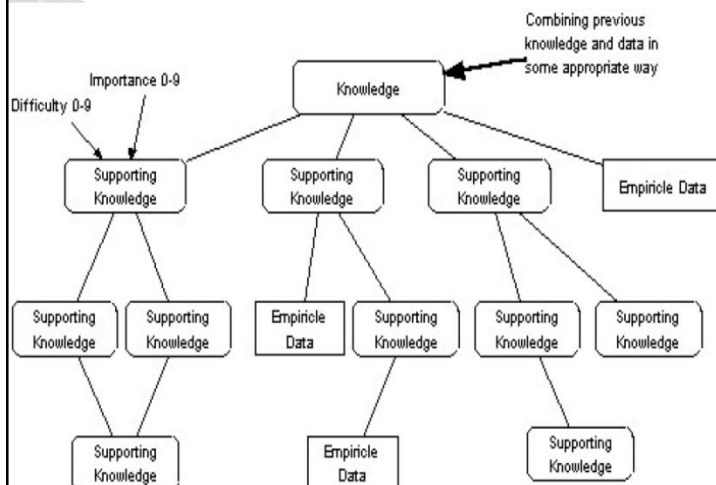 Combining previous
knowledge and data in
some appropriate way
Importance 0-9
Difficulty 0-9
Knowledge
Supporting
Knowledge
Supporting
Knowledge
Supporting
Knowledge
Empiricle Data
Supporting
Knowledge
Supporting
Knowledge
Empiricle
Data
Supporting
Knowledge
Supporting
Knowledge
Supporting
Knowledge
Supporting
Knowledge
Empiricle
Data
Supporting
Knowledge